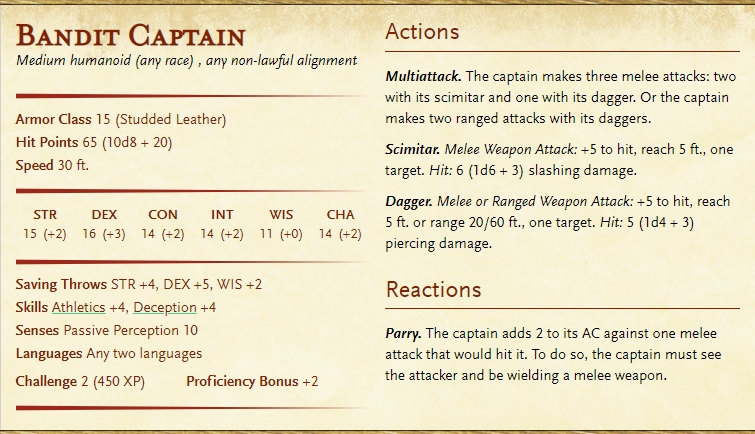 Bandit Captain
Medium humanoid (any race) , any non-lawful alignment
Armor Class 15 (Studded Leather)
Hit Points 65 (10d8 + 20)
Speed 30 ft.
STR DEX CON INT WIS CHA
15 (+2) 16 (+3) 14 (+2) 14 (+2) 11 (+0) 14 (+2)
Saving Throws STR +4, DEX +5, WIS +2
Skills Athletics +4, Deception +4
Senses Passive Perception 10
Languages Any two languages
Challenge 2 (450 XP) Proficiency Bonus +2
Actions
Multiattack. The captain makes three melee attacks: two
with its scimitar and one with its dagger. Or the captain
makes two ranged attacks with its daggers.
Scimitar. Melee Weapon Attack: +5 to hit, reach 5 ft., one
target. Hit: 6 (1d6 + 3) slashing damage.
Dagger. Melee or Ranged Weapon Attack: +5 to hit, reach
5 ft. or range 20/60 ft., one target. Hit: 5 (1d4 + 3)
piercing damage.
Reactions
Parry. The captain adds 2 to its AC against one melee
attack that would hit it. To do so, the captain must see
the attacker and be wielding a melee weapon.